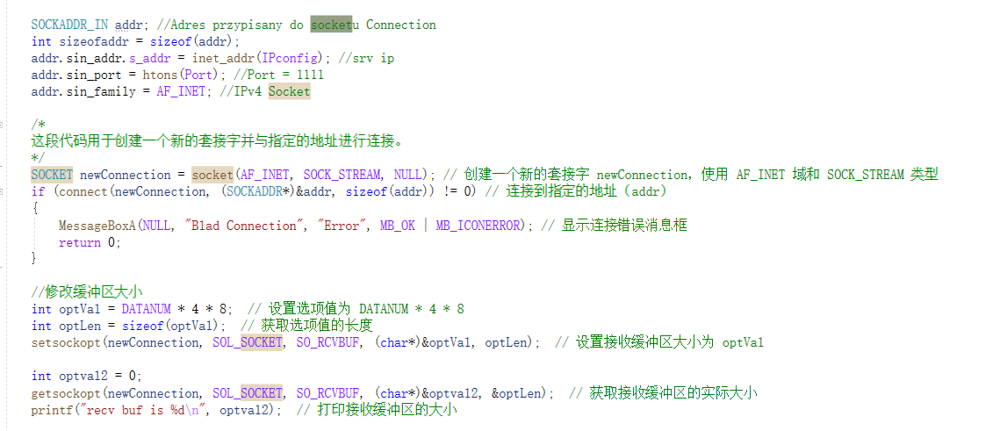 SOCKADDR_IN addr; //Adres przypisany do socketu Connection
int sizeofaddr = sizeof(addr);
addr.sin_addr.s_addr = inet_addr(IPconfig); //srv ip
addr.sin_port = htons(Port); //Port = 1111
addr.sin_family = AF_INET; //IPv4 Socket
/*
这段代码用于创建一个新的套接字并与指定的地址进行连接。
*/
SOCKET newConnection = socket(AF_INET, SOCK_STREAM, NULL); // 创建一个新的套接字 newConnection，使用 AF_INET 域和 SOCK_STREAM 类型
if (connect(newConnection, (SOCKADDR*)&addr, sizeof(addr)) != 0) // 连接到指定的地址（addr）
{
MessageBoxA(NULL, "Blad Connection", "Error", MB_OK | MB_ICONERROR); // 显示连接错误消息框
return 0;
}
//修改缓冲区大小
int optVal = DATANUM * 4 * 8; // 设置选项值为 DATANUM * 4 * 8
int optLen = sizeof(optVal); // 获取选项值的长度
setsockopt(newConnection, SOL_SOCKET, SO_RCVBUF, (char*)&optVal, optLen); // 设置接收缓冲区大小为 optVal
int optval2 = 0;
getsockopt(newConnection, SOL_SOCKET, SO_RCVBUF, (char*)&optval2, &optLen); // 获取接收缓冲区的实际大小
printf("recv buf is %d\n", optval2); // 打印接收缓冲区的大小